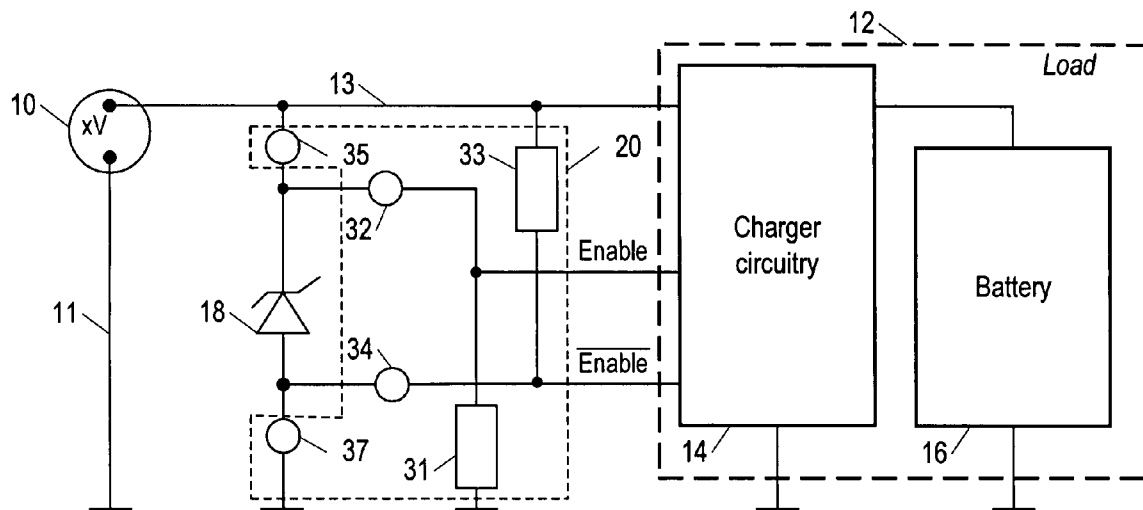 12
Load
10
xV
13
35
33
20
32
Enable
Charger
circuitry
Battery
11
18
34
Enable
37
31
14
16